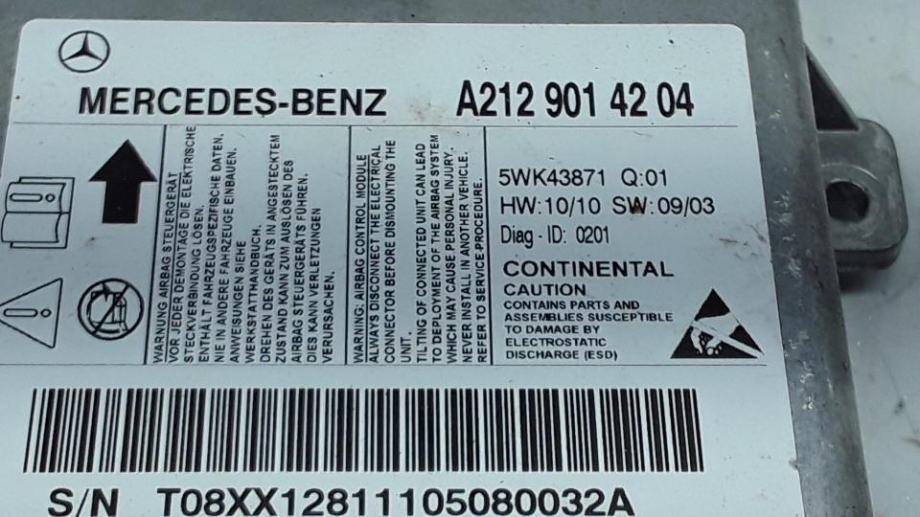 MERCEDES-BENZ
A212 901 42 04
WARNUNG AIRBAG STEUERGERÄT
VOR JEDER DEMONTAGE DIE ELEKTRISCHE
STECKVERBINDUNG LÖSEN.
ENTHÄLT FAHRZEUGSPEZIFISCHE DATEN,
NIE IN ANDERE FAHRZEUGE EINBAUEN.
ANWEISUNGEN SIEHE
WERKSTATTHANDBUCH.
DREHEN DES GERÄTS IN ANGESTECKTEM
ZUSTAND KANN ZUM AUSLÖSEN DES
AIRBAG STEUERGERÄTS FÜHREN.
DIES KANN VERLETZUNGEN
VERURSACHEN.
WARNING: AIRBAG CONTROL MODULE
ALWAYS DISCONNECT THE ELECTRICAL
CONNECTOR BEFORE DISMOUNTING THE
UNIT.
TILTING OF CONNECTED UNIT CAN LEAD
TO DEPLOYMENT OF THE AIRBAG SYSTEM
WHICH MAY CAUSE PERSONAL INJURY.
NEVER INSTALL IN ANOTHER VEHICLE.
REFER TO SERVICE PROCEDURE.
5WK43871 Q:01
HW:10/10 SW:09/03
Diag - ID: 0201
CONTINENTAL
CAUTION
CONTAINS PARTS AND
ASSEMBLIES SUSCEPTIBLE
TO DAMAGE BY
ELECTROSTATIC
DISCHARGE (ESD)
S/N T08XX12811105080032A